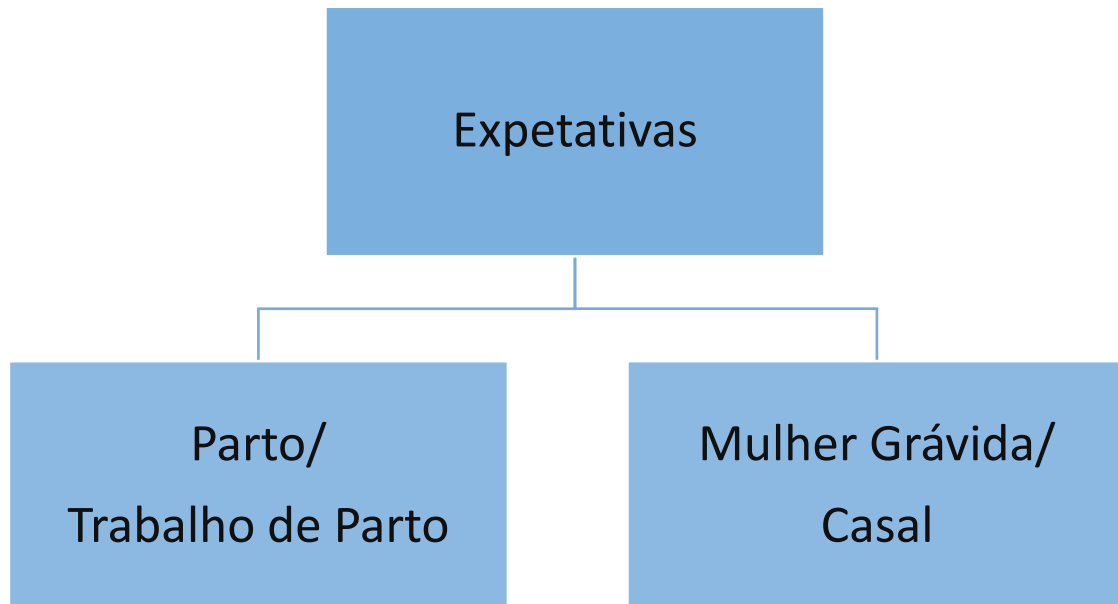 Expetativas
Parto/
Trabalho de Parto
Mulher Grávida/
Casal